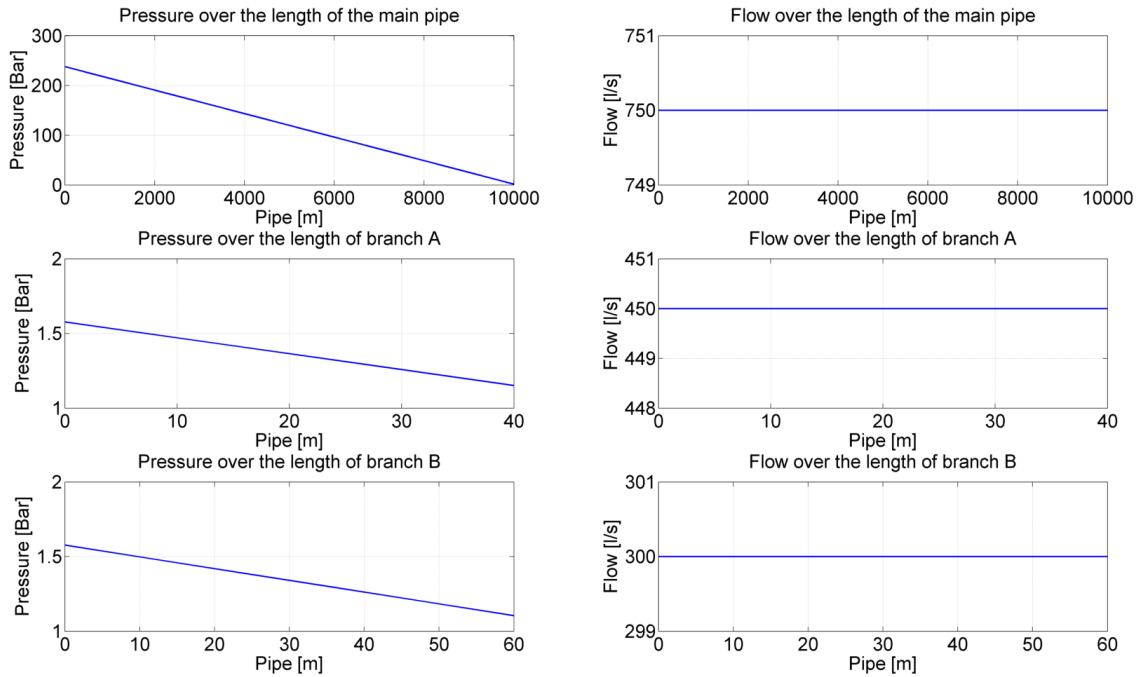 Pressure over the length of the main pipe
300
200
100
0
Pressure [Bar]
0 2000 4000 6000 8000 10000
Pipe [m]
Flow over the length of the main pipe
751
750
749
Flow [l/s]
0 2000 4000 6000 8000 10000
Pipe [m]
Pressure over the length of branch A
2
1.5
1
Pressure [Bar]
0 10 20 30 40
Pipe [m]
Flow over the length of branch A
451
450
449
448
Flow [l/s]
0 10 20 30 40
Pipe [m]
Pressure over the length of branch B
2
1.5
1
Pressure [Bar]
0 10 20 30 40 50 60
Pipe [m]
Flow over the length of branch B
301
300
299
Flow [l/s]
0 10 20 30 40 50 60
Pipe [m]